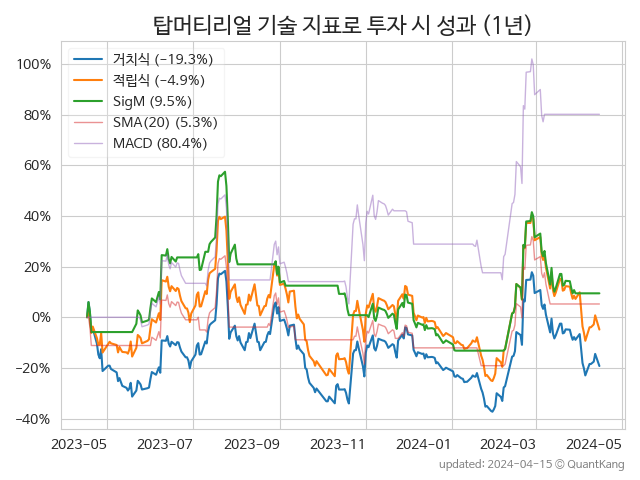 탑머티리얼 기술 지표로 투자 시 성과 (1년)
거치식 (−19.3%)
적립식 (−4.9%)
SigM (9.5%)
SMA(20) (5.3%)
MACD (80.4%)
100%
80%
60%
40%
20%
0%
−20%
−40%
2023-05 2023-07 2023-09 2023-11 2024-01 2024-03 2024-05
updated: 2024-04-15 © QuantKang